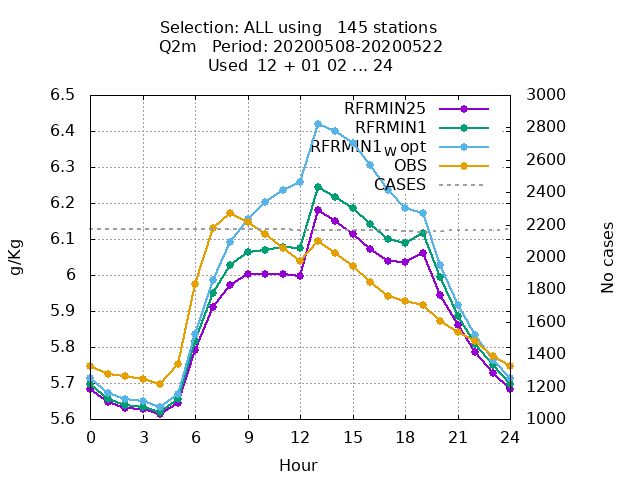 Selection: ALL using   145 stations
Q2m   Period: 20200508-20200522
Used  12 + 01 02 ... 24
6.5
6.4
6.3
6.2
6.1
6
5.9
5.8
5.7
5.6
g/Kg
3000
2800
2600
2400
2200
2000
1800
1600
1400
1200
1000
No cases
RFRMIN25
RFRMIN1
RFRMIN1_w opt
OBS
CASES
0 3 6 9 12 15 18 21 24
Hour